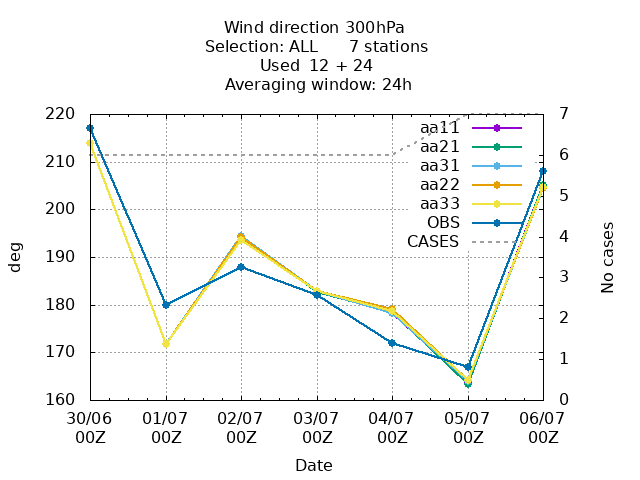 Wind direction 300hPa
Selection: ALL 7 stations
Used 12 + 24
Averaging window: 24h
220
210
200
190
180
170
160
deg
7
6
5
4
3
2
1
0
No cases
aa11
aa21
aa31
aa22
aa33
OBS
CASES
30/06 01/07 02/07 03/07 04/07 05/07 06/07
00Z 00Z 00Z 00Z 00Z 00Z 00Z
Date